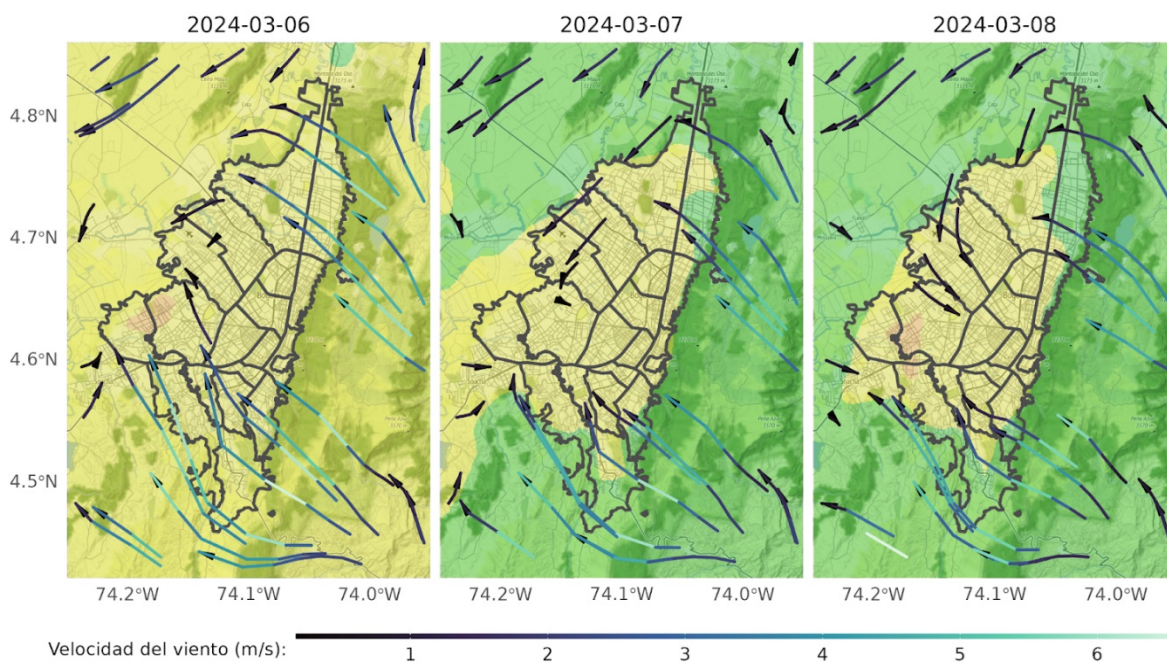 2024-03-06 2024-03-07 2024-03-08
4.8°N
4.7°N
4.6°N
4.5°N
74.2°W 74.1°W 74.0°W 74.2°W 74.1°W 74.0°W 74.2°W 74.1°W 74.0°W
Velocidad del viento (m/s): 1 2 3 4 5 6